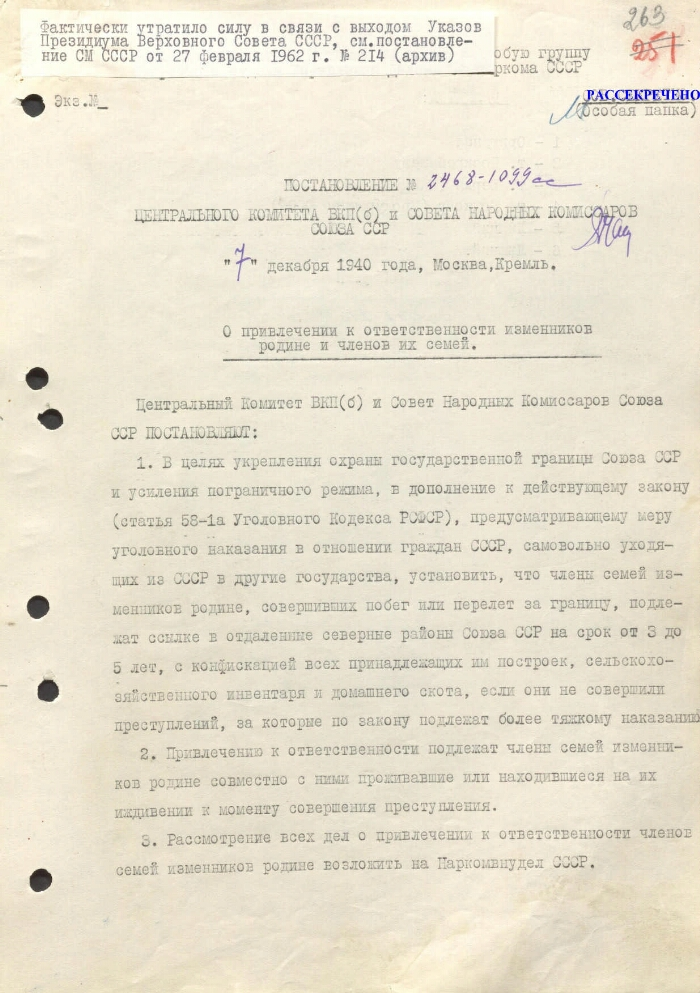 263
251
Фактически утратило силу в связи с выходом Указов
Президиума Верховного Совета СССР, см.постановле-
ние СМ СССР от 27 февраля 1962 г. № 214 (архив)
обую группу
ркома СССР
Экз.№_
РАССЕКРЕЧЕНО
(Особая папка)
ПОСТАНОВЛЕНИЕ № 2468-1099сс
ЦЕНТРАЛЬНОГО КОМИТЕТА ВКП(б) и СОВЕТА НАРОДНЫХ КОМИССАРОВ
СОЮЗА ССР
"7" декабря 1940 года, Москва,Кремль.
О привлечении к ответственности изменников
родине и членов их семей.
Центральный Комитет ВКП(б) и Совет Народных Комиссаров Союза
ССР ПОСТАНОВЛЯЮТ:
1. В целях укрепления охраны государственной границы Союза ССР
и усиления пограничного режима, в дополнение к действующему закону
(статья 58-1а Уголовного Кодекса РСФСР), предусматривающему меру
уголовного наказания в отношении граждан СССР, самовольно уходя-
щих из СССР в другие государства, установить, что члены семей из-
менников родине, совершивших побег или перелет за границу, подле-
жат ссылке в отдаленные северные районы Союза ССР на срок от 3 до
5 лет, с конфискацией всех принадлежащих им построек, сельскохо-
зяйственного инвентаря и домашнего скота, если они не совершили
преступлений, за которые по закону подлежат более тяжкому наказанию
2. Привлечению к ответственности подлежат члены семей изменни-
ков родине совместно с ними проживавшие или находившиеся на их
иждивении к моменту совершения преступления.
3. Рассмотрение всех дел о привлечении к ответственности членов
семей изменников родине возложить на Наркомвнудел СССР.